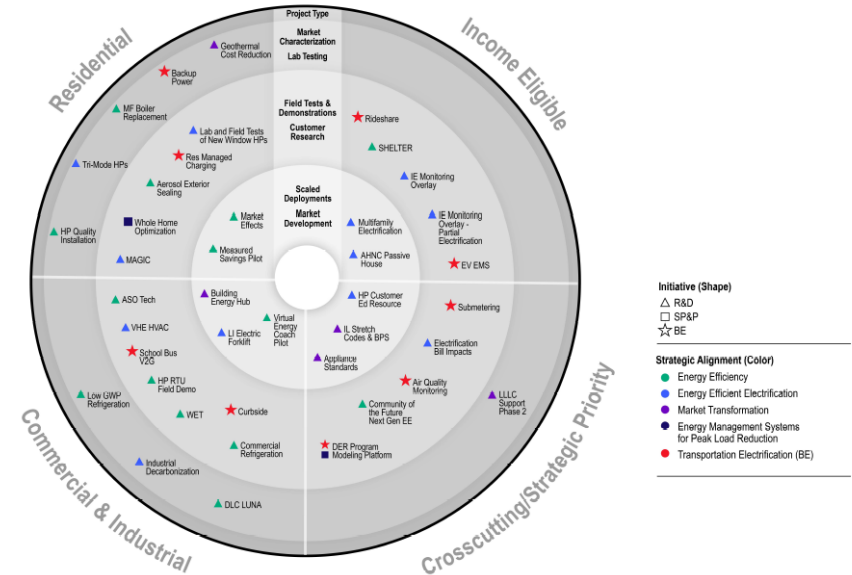 Project Type
Market
Characterization
Lab Testing
Field Tests &
Demonstrations
Customer
Research
Scaled
Deployments
Market
Development
Residential
Geothermal
Cost Reduction
Backup
Power
MF Boiler
Replacement
Lab and Field Tests
of New Window HPs
Tri-Mode HPs
Res Managed
Charging
Aerosol Exterior
Sealing
Whole Home
Optimization
HP Quality
Installation
MAGIC
Market
Effects
Measured
Savings Pilot
Income Eligible
Rideshare
SHELTER
IE Monitoring
Overlay
IE Monitoring
Overlay -
Partial
Electrification
Multifamily
Electrification
AHNC Passive
House
EV EMS
Commercial & Industrial
Building
Energy Hub
Virtual
Energy
Coach
Pilot
LI Electric
Forklift
ASO Tech
VHE HVAC
School Bus
V2G
HP RTU
Field Demo
Low GWP
Refrigeration
WET
Curbside
Commercial
Refrigeration
Industrial
Decarbonization
DLC LUNA
Crosscutting/Strategic Priority
HP Customer
Ed Resource
Submetering
IL Stretch
Codes & BPS
Electrification
Bill Impacts
Appliance
Standards
Air Quality
Monitoring
LLLC
Support
Phase 2
Community of
the Future
Next Gen EE
DER Program
Modeling Platform
Initiative (Shape)
R&D
SP&P
BE
Strategic Alignment (Color)
Energy Efficiency
Energy Efficient Electrification
Market Transformation
Energy Management Systems
for Peak Load Reduction
Transportation Electrification (BE)